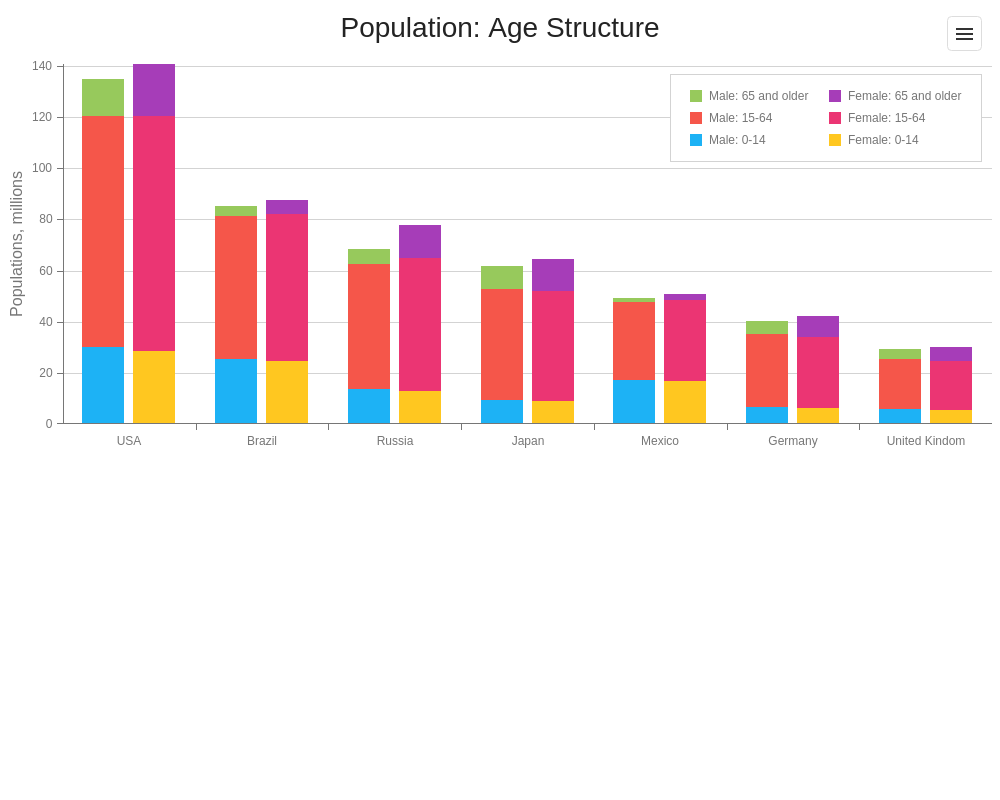 Population: Age Structure
Populations, millions
140
120
100
80
60
40
20
0
Male: 65 and older
Female: 65 and older
Male: 15-64
Female: 15-64
Male: 0-14
Female: 0-14
USA
Brazil
Russia
Japan
Mexico
Germany
United Kindom